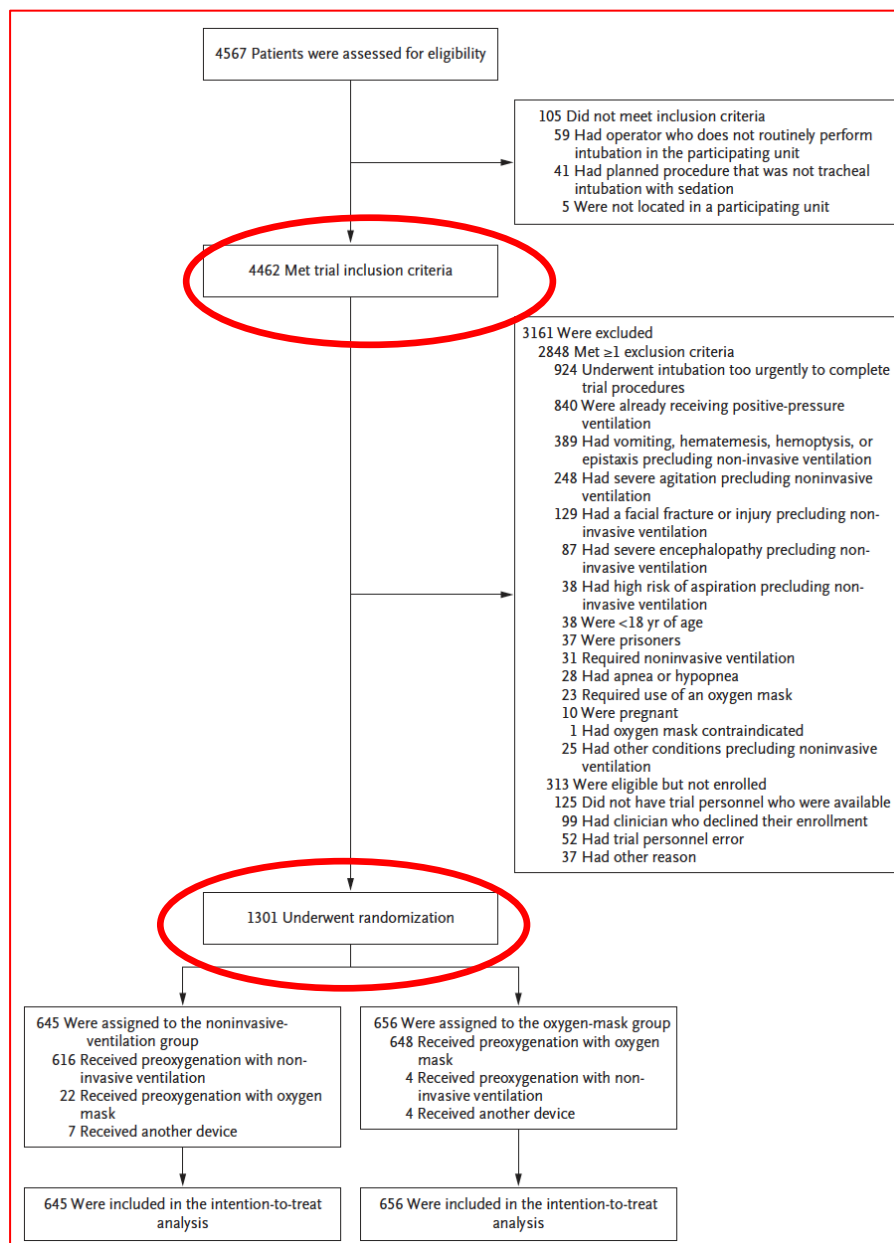 4567 Patients were assessed for eligibility
105 Did not meet inclusion criteria
59 Had operator who does not routinely perform
intubation in the participating unit
41 Had planned procedure that was not tracheal
intubation with sedation
5 Were not located in a participating unit
4462 Met trial inclusion criteria
3161 Were excluded
2848 Met ≥1 exclusion criteria
924 Underwent intubation too urgently to complete
trial procedures
840 Were already receiving positive-pressure
ventilation
389 Had vomiting, hematemesis, hemoptysis, or
epistaxis precluding non-invasive ventilation
248 Had severe agitation precluding noninvasive
ventilation
129 Had a facial fracture or injury precluding non-
invasive ventilation
87 Had severe encephalopathy precluding non-
invasive ventilation
38 Had high risk of aspiration precluding non-
invasive ventilation
38 Were <18 yr of age
37 Were prisoners
31 Required noninvasive ventilation
28 Had apnea or hypopnea
23 Required use of an oxygen mask
10 Were pregnant
1 Had oxygen mask contraindicated
25 Had other conditions precluding noninvasive
ventilation
313 Were eligible but not enrolled
125 Did not have trial personnel who were available
99 Had clinician who declined their enrollment
52 Had trial personnel error
37 Had other reason
1301 Underwent randomization
645 Were assigned to the noninvasive-
ventilation group
616 Received preoxygenation with non-
invasive ventilation
22 Received preoxygenation with oxygen
mask
7 Received another device
656 Were assigned to the oxygen-mask group
648 Received preoxygenation with oxygen
mask
4 Received preoxygenation with non-
invasive ventilation
4 Received another device
645 Were included in the intention-to-treat
analysis
656 Were included in the intention-to-treat
analysis